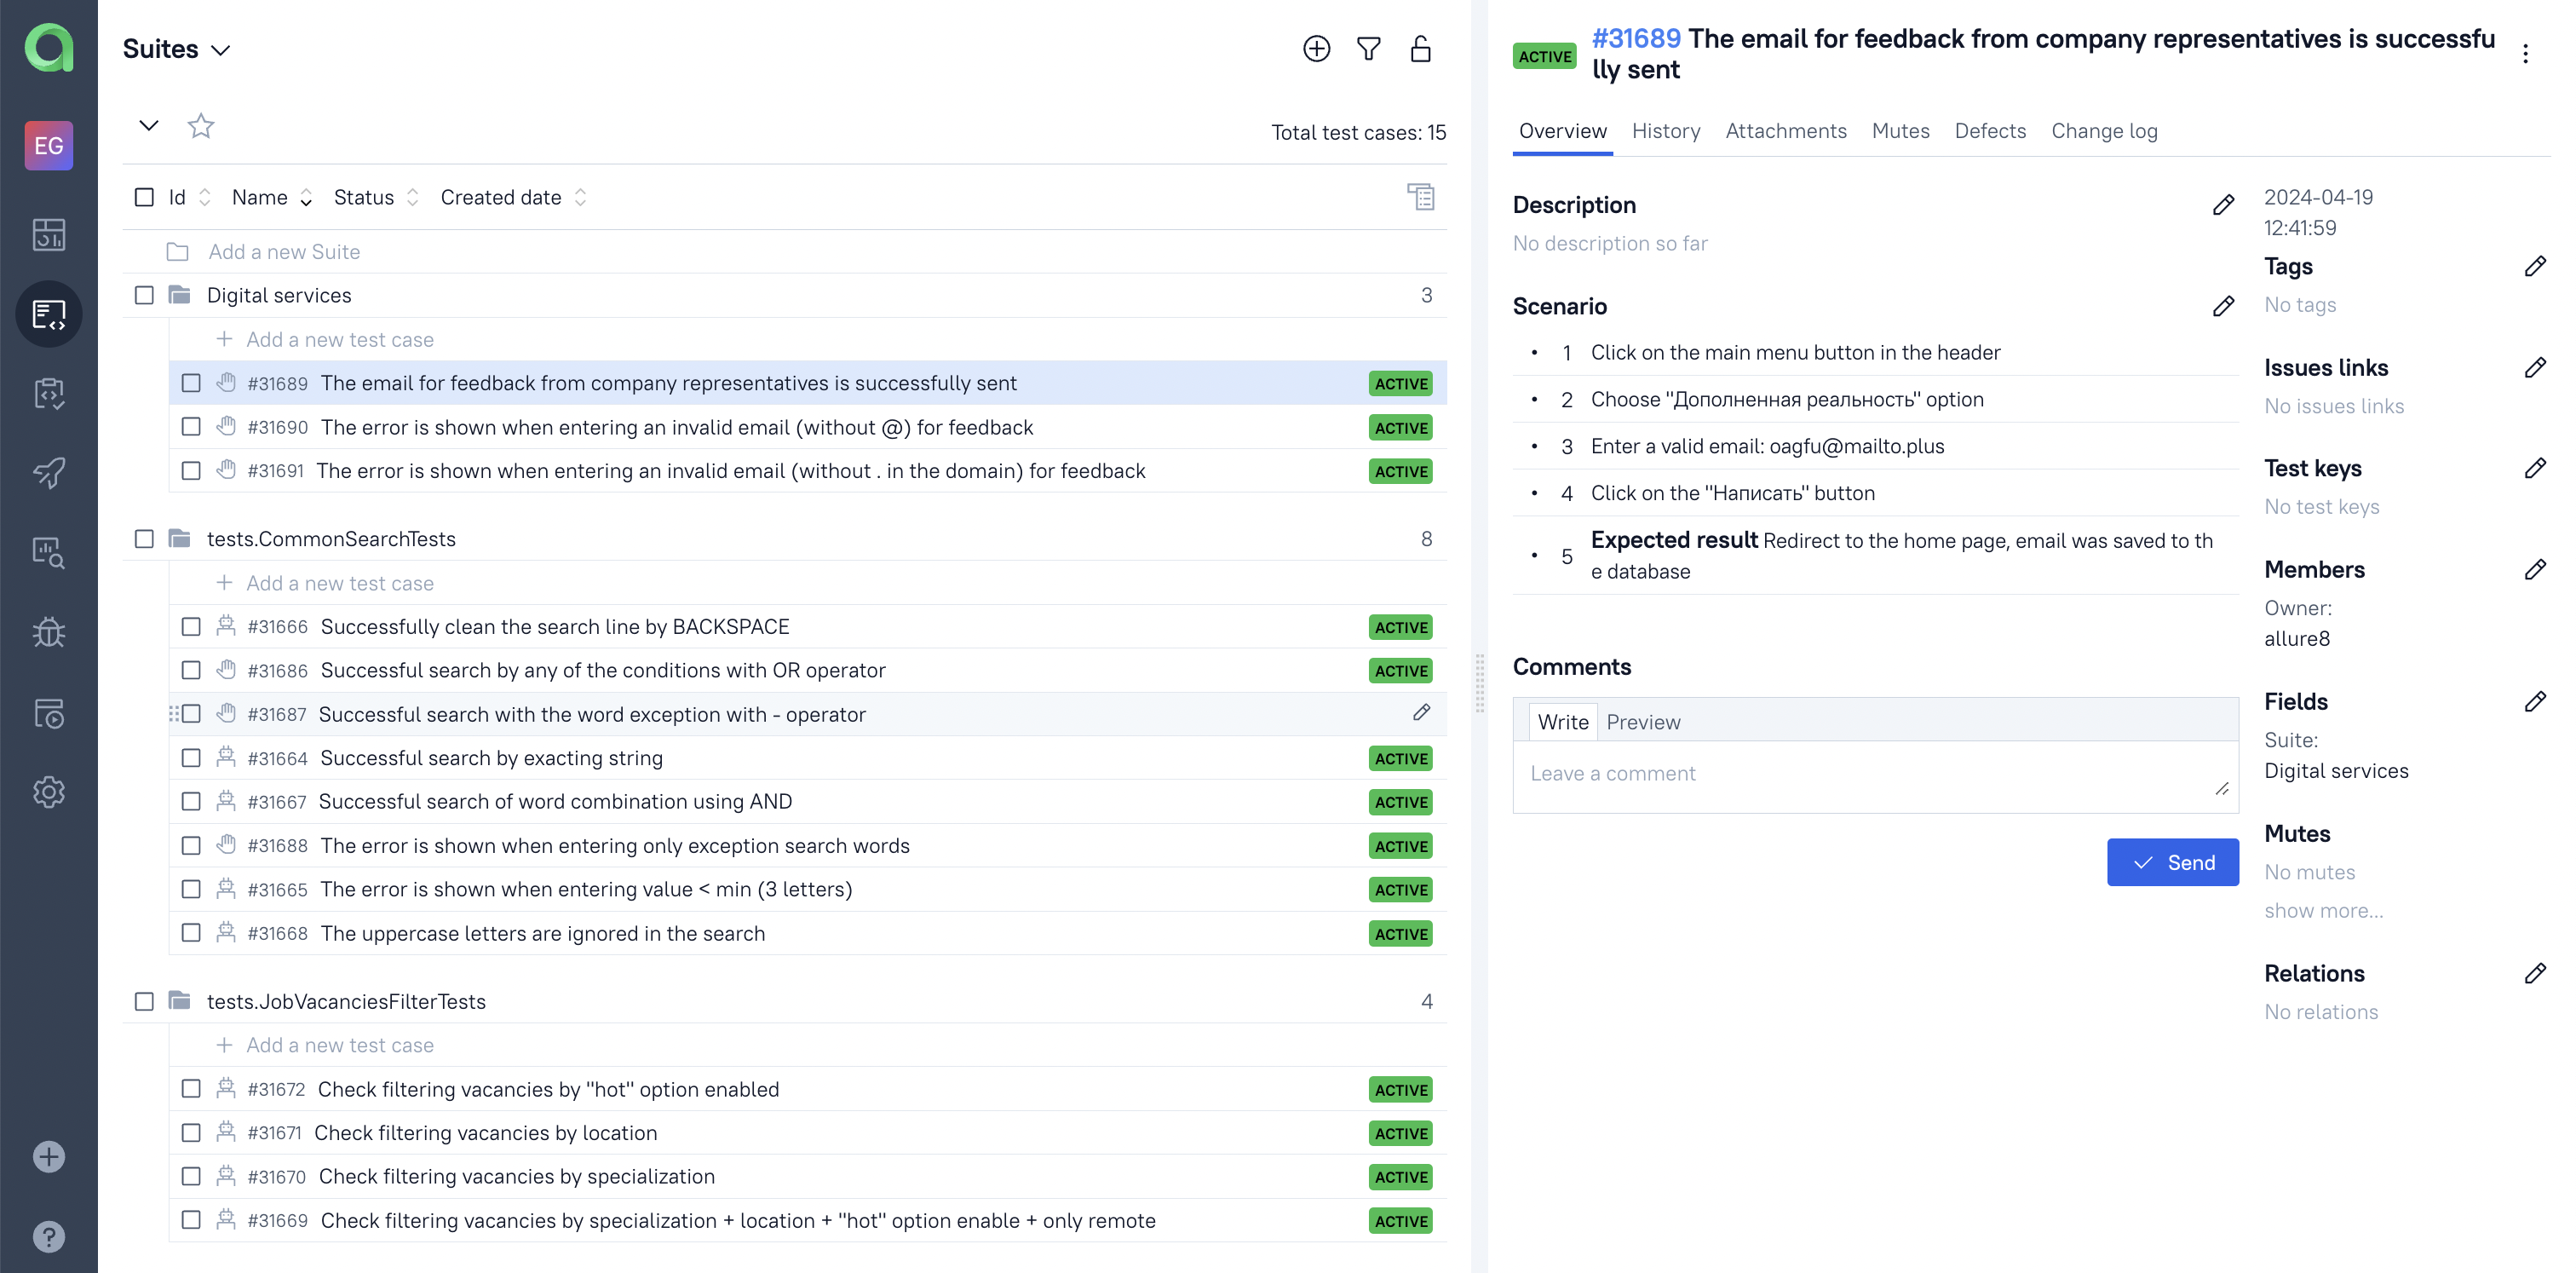 Suites
EG
Total test cases: 15
Id Name Status Created date
Add a new Suite
Digital services 3
Add a new test case
#31689 The email for feedback from company representatives is successfully sent ACTIVE
#31690 The error is shown when entering an invalid email (without @) for feedback ACTIVE
#31691 The error is shown when entering an invalid email (without . in the domain) for feedback ACTIVE
tests.CommonSearchTests 8
Add a new test case
#31666 Successfully clean the search line by BACKSPACE ACTIVE
#31686 Successful search by any of the conditions with OR operator ACTIVE
#31687 Successful search with the word exception with - operator
#31664 Successful search by exacting string ACTIVE
#31667 Successful search of word combination using AND ACTIVE
#31688 The error is shown when entering only exception search words ACTIVE
#31665 The error is shown when entering value < min (3 letters) ACTIVE
#31668 The uppercase letters are ignored in the search ACTIVE
tests.JobVacanciesFilterTests 4
Add a new test case
#31672 Check filtering vacancies by "hot" option enabled ACTIVE
#31671 Check filtering vacancies by location ACTIVE
#31670 Check filtering vacancies by specialization ACTIVE
#31669 Check filtering vacancies by specialization + location + "hot" option enable + only remote ACTIVE
ACTIVE #31689 The email for feedback from company representatives is successfu
lly sent
Overview History Attachments Mutes Defects Change log
Description
No description so far
Scenario
• 1 Click on the main menu button in the header
• 2 Choose "Дополненная реальность" option
• 3 Enter a valid email: oagfu@mailto.plus
• 4 Click on the "Написать" button
• 5 Expected result Redirect to the home page, email was saved to th
e database
Comments
Write Preview
Leave a comment
Send
2024-04-19
12:41:59
Tags
No tags
Issues links
No issues links
Test keys
No test keys
Members
Owner:
allure8
Fields
Suite:
Digital services
Mutes
No mutes
show more...
Relations
No relations